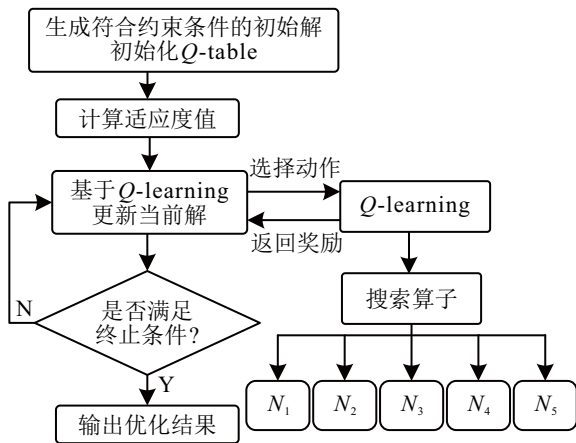 生成符合约束条件的初始解
初始化Q-table
计算适应度值
基于Q-learning
更新当前解
选择动作
返回奖励
Q-learning
N
是否满足
终止条件?
Y
输出优化结果
搜索算子
N₁ N₂ N₃ N₄ N₅